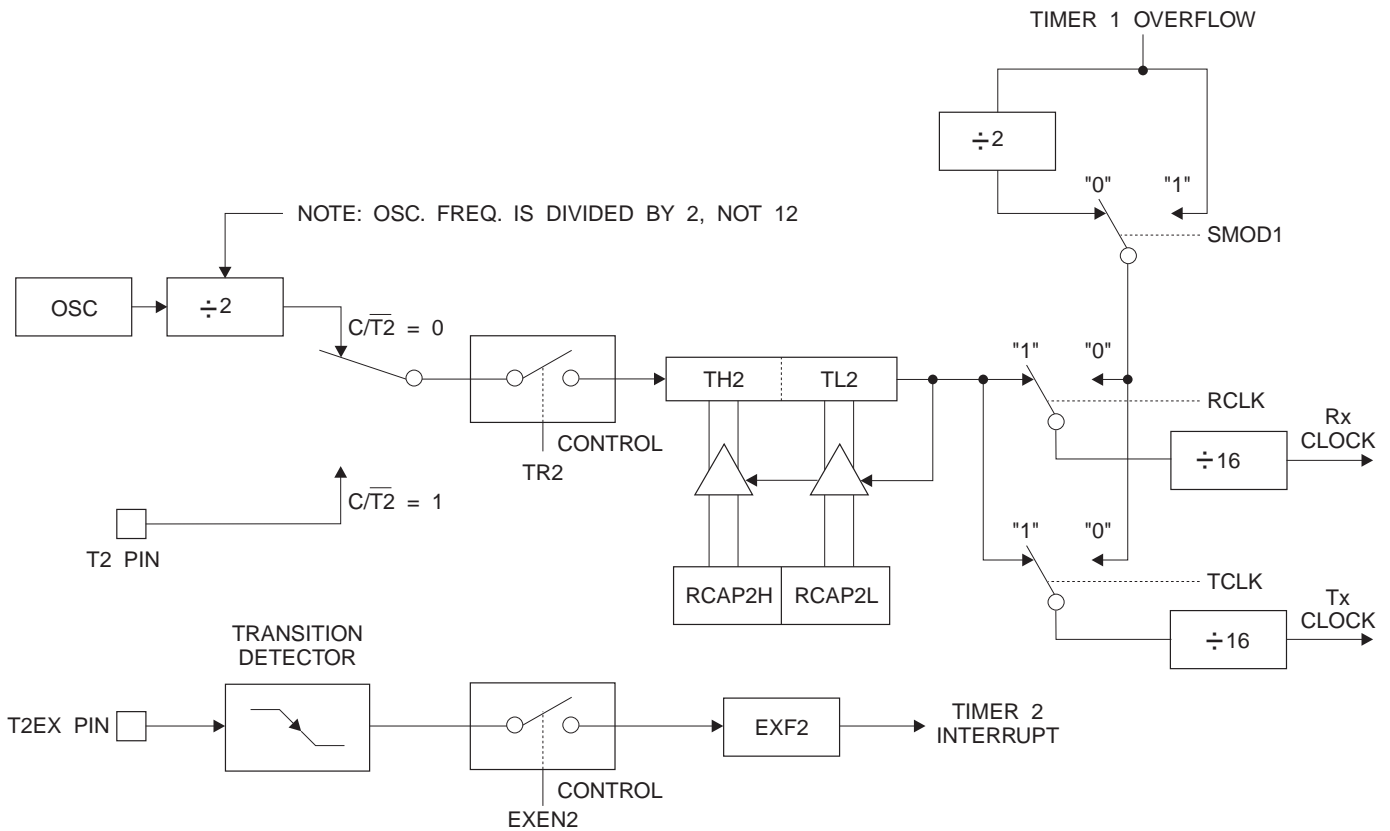 TIMER 1 OVERFLOW
÷2
"0" "1"
SMOD1
NOTE: OSC. FREQ. IS DIVIDED BY 2, NOT 12
OSC
÷2
C/T̅2̅ = 0
TH2
TL2
CONTROL
TR2
"1" "0"
RCLK
÷16
Rx
CLOCK
C/T̅2̅ = 1
T2 PIN
RCAP2H
RCAP2L
"1" "0"
TCLK
÷16
Tx
CLOCK
TRANSITION
DETECTOR
T2EX PIN
CONTROL
EXEN2
EXF2
TIMER 2
INTERRUPT